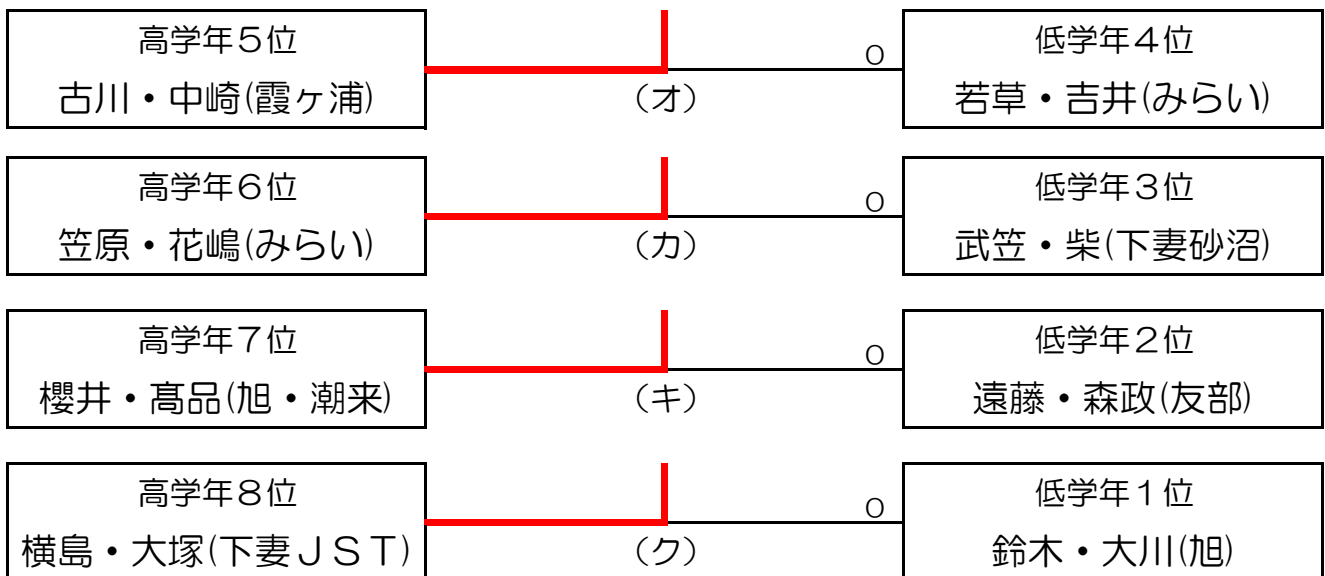 高学年５位
古川・中崎(霞ヶ浦)
0
（オ）
低学年４位
若草・吉井(みらい)
高学年６位
笠原・花嶋(みらい)
0
（カ）
低学年３位
武笠・柴(下妻砂沼)
高学年７位
櫻井・髙品(旭・潮来)
0
（キ）
低学年２位
遠藤・森政(友部)
高学年８位
横島・大塚(下妻ＪＳＴ)
0
（ク）
低学年１位
鈴木・大川(旭)